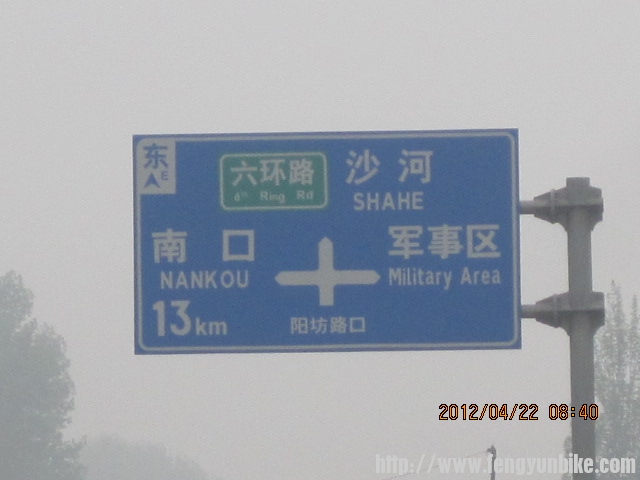 东
E
六环路
6th Ring Rd
沙河
SHAHE
南口
NANKOU
13km
军事区
Military Area
阳坊路口
2012/04/22 08:40
http://www.fengyunbike.com